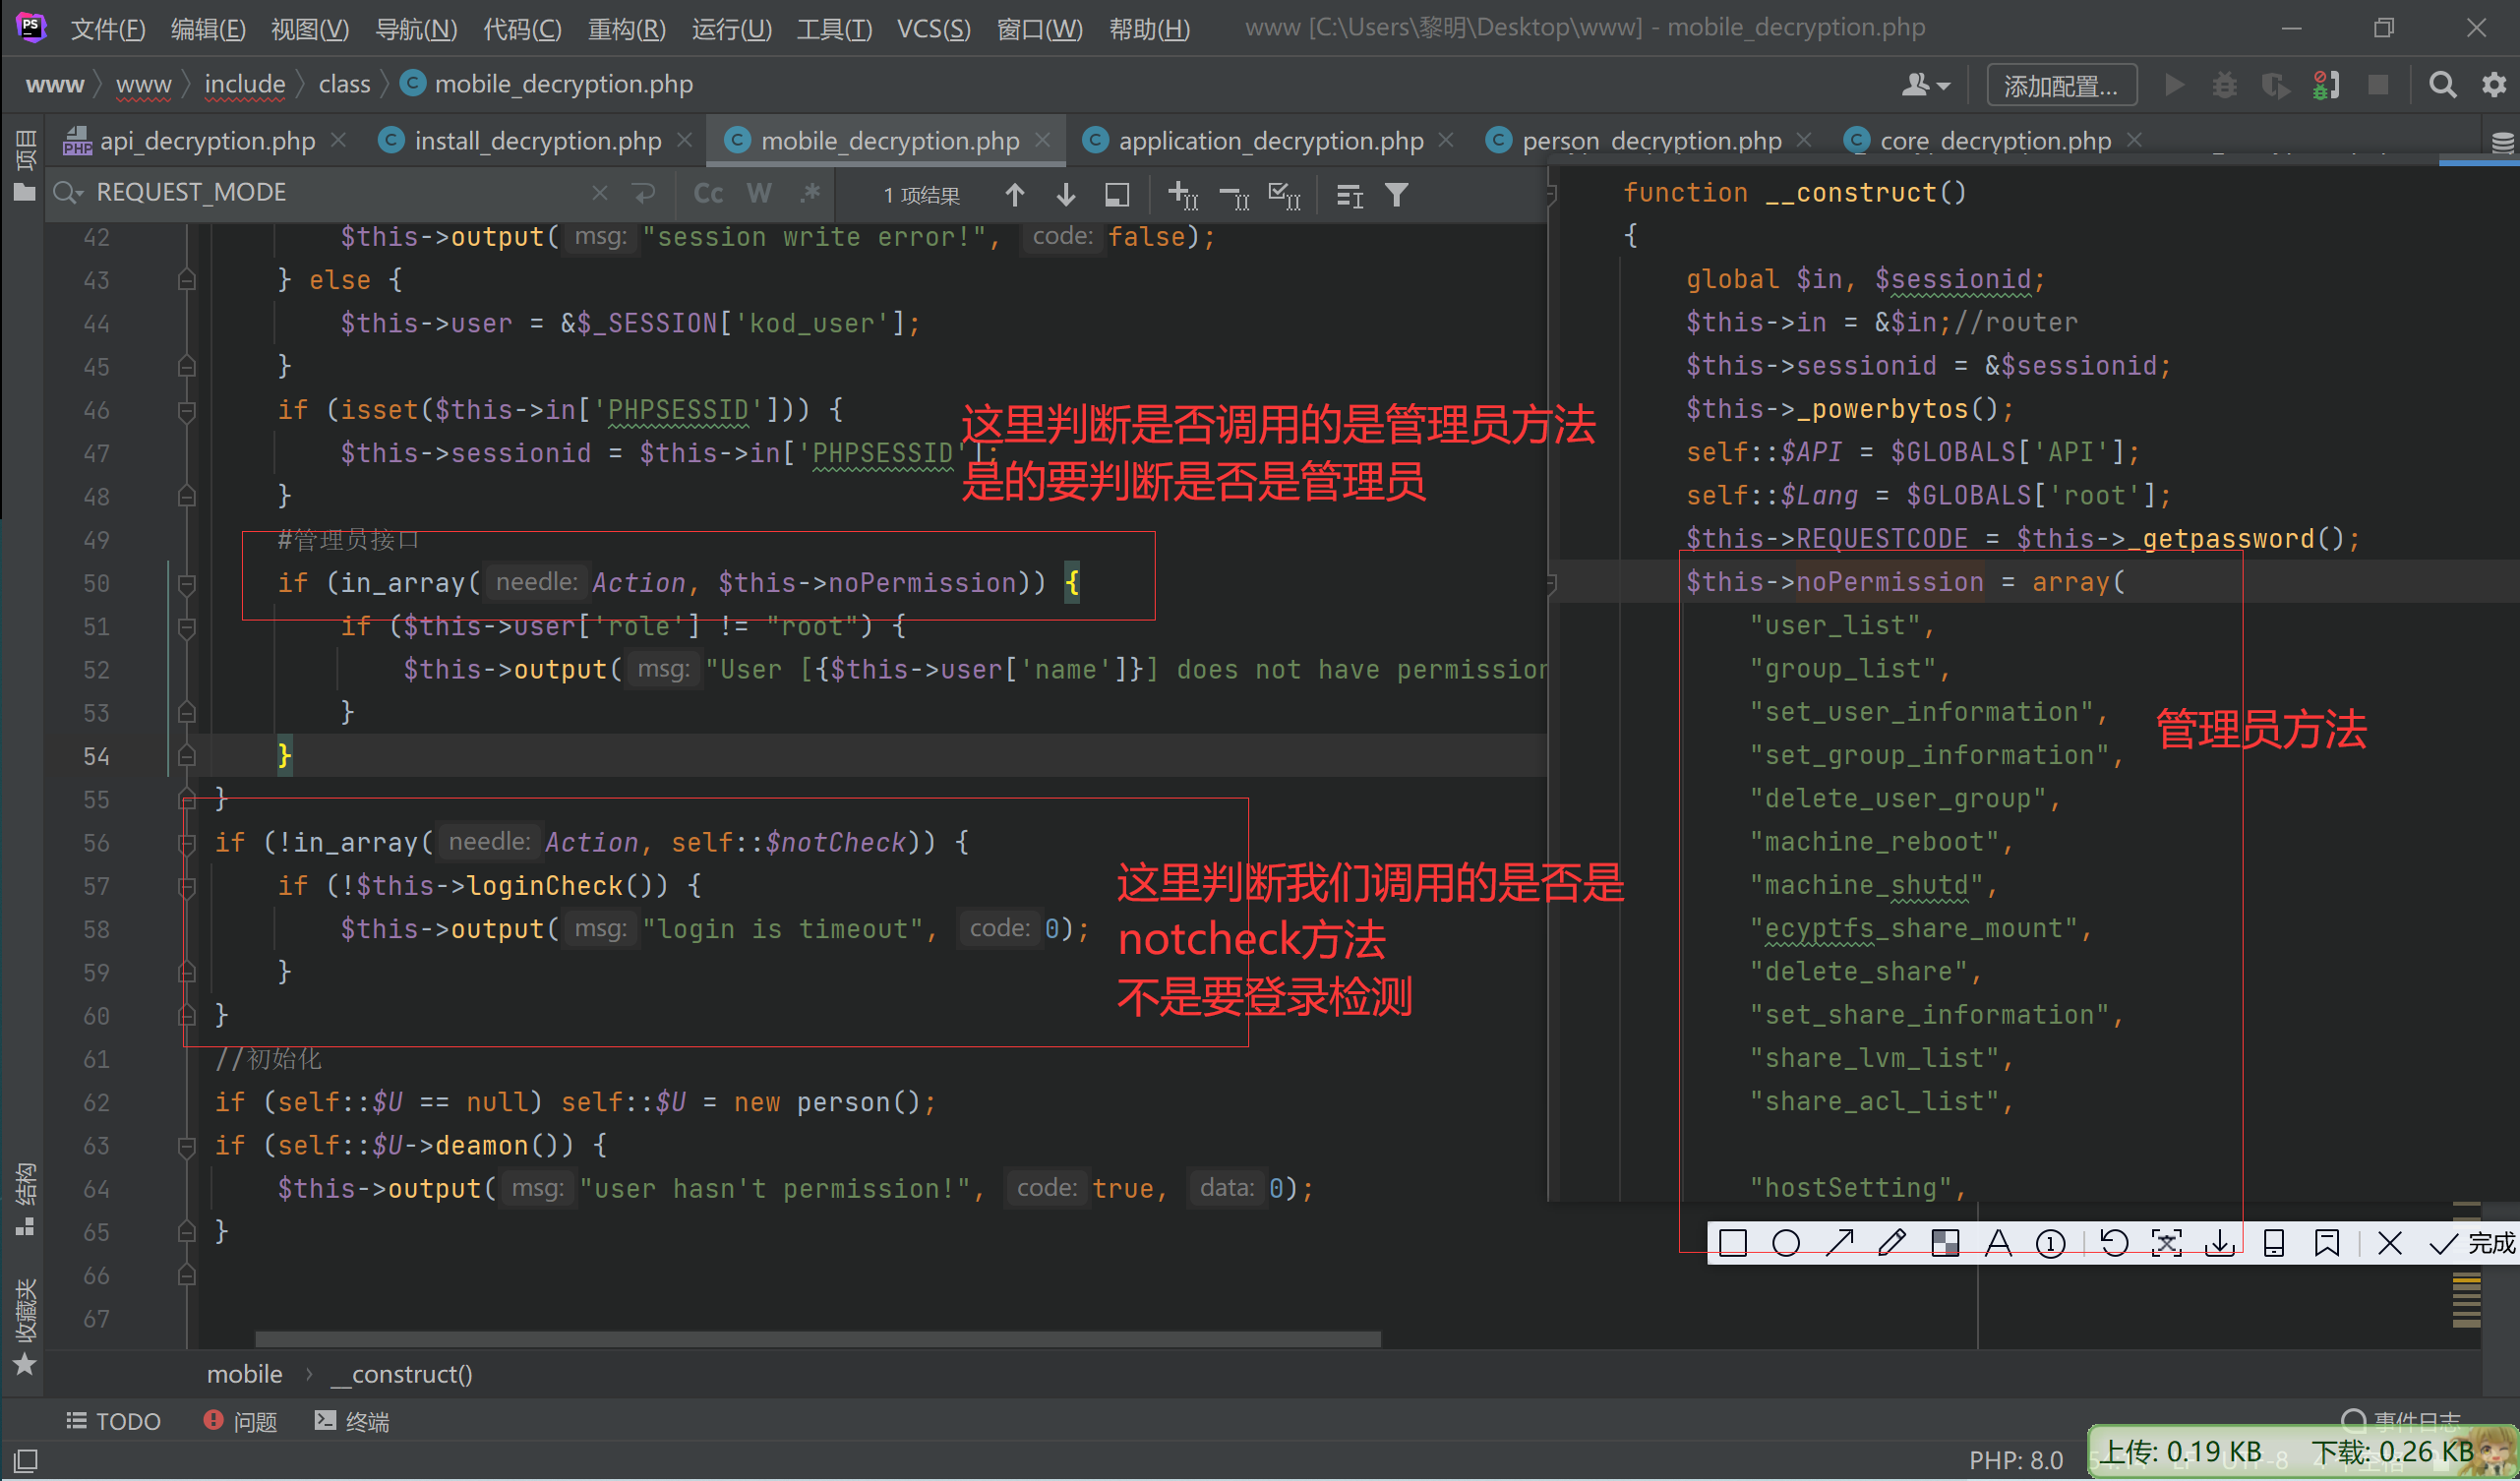 文件(F) 编辑(E) 视图(V) 导航(N) 代码(C) 重构(R) 运行(U) 工具(T) VCS(S) 窗口(W) 帮助(H) www [C:\Users\黎明\Desktop\www] - mobile_decryption.php
www www include class mobile_decryption.php 添加配置...
api_decryption.php install_decryption.php mobile_decryption.php application_decryption.php person_decryption.php core_decryption.php
项目
REQUEST_MODE Cc W .* 1 项结果
42 $this->output( msg: "session write error!", code: false);
43 } else {
44 $this->user = &$_SESSION['kod_user'];
45 }
46 if (isset($this->in['PHPSESSID'])) {
47 $this->sessionid = $this->in['PHPSESSID'];
48 }
49 #管理员接口
50 if (in_array( needle: Action, $this->noPermission)) {
51 if ($this->user['role'] != "root") {
52 $this->output( msg: "User [{$this->user['name']}] does not have permission
53 }
54 }
55 }
56 if (!in_array( needle: Action, self::$notCheck)) {
57 if (!$this->loginCheck()) {
58 $this->output( msg: "login is timeout", code: 0);
59 }
60 }
61 //初始化
62 if (self::$U == null) self::$U = new person();
63 if (self::$U->deamon()) {
64 $this->output( msg: "user hasn't permission!", code: true, data: 0);
65 }
66
67
这里判断是否调用的是管理员方法
是的要判断是否是管理员
这里判断我们调用的是否是
notcheck方法
不是要登录检测
function __construct()
{
global $in, $sessionid;
$this->in = &$in;//router
$this->sessionid = &$sessionid;
$this->_powerbytos();
self::$API = $GLOBALS['API'];
self::$Lang = $GLOBALS['root'];
$this->REQUESTCODE = $this->_getpassword();
$this->noPermission = array(
"user_list",
"group_list",
"set_user_information",
"set_group_information",
"delete_user_group",
"machine_reboot",
"machine_shutd",
"ecyptfs_share_mount",
"delete_share",
"set_share_information",
"share_lvm_list",
"share_acl_list",
"hostSetting",
管理员方法
完成
结构
收藏夹
mobile __construct()
TODO 问题 终端 事件日志
PHP: 8.0
上传: 0.19 KB 下载: 0.26 KB